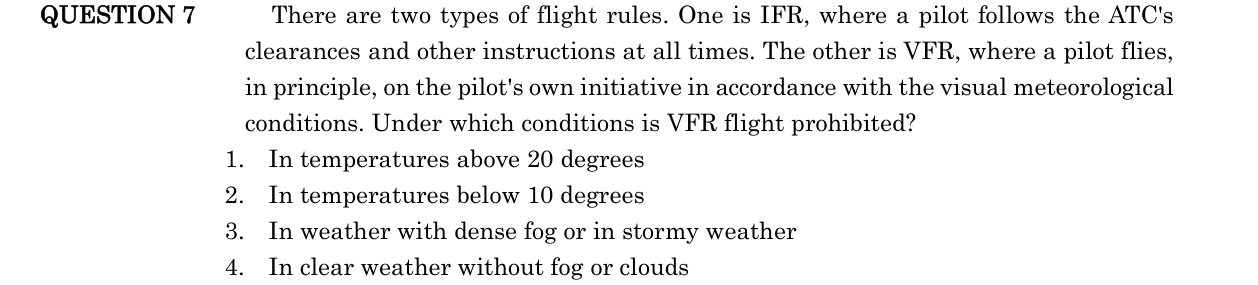 QUESTION 7 There are two types of flight rules. One is IFR, where a pilot follows the ATC's
clearances and other instructions at all times. The other is VFR, where a pilot flies,
in principle, on the pilot's own initiative in accordance with the visual meteorological
conditions. Under which conditions is VFR flight prohibited?
1. In temperatures above 20 degrees
2. In temperatures below 10 degrees
3. In weather with dense fog or in stormy weather
4. In clear weather without fog or clouds